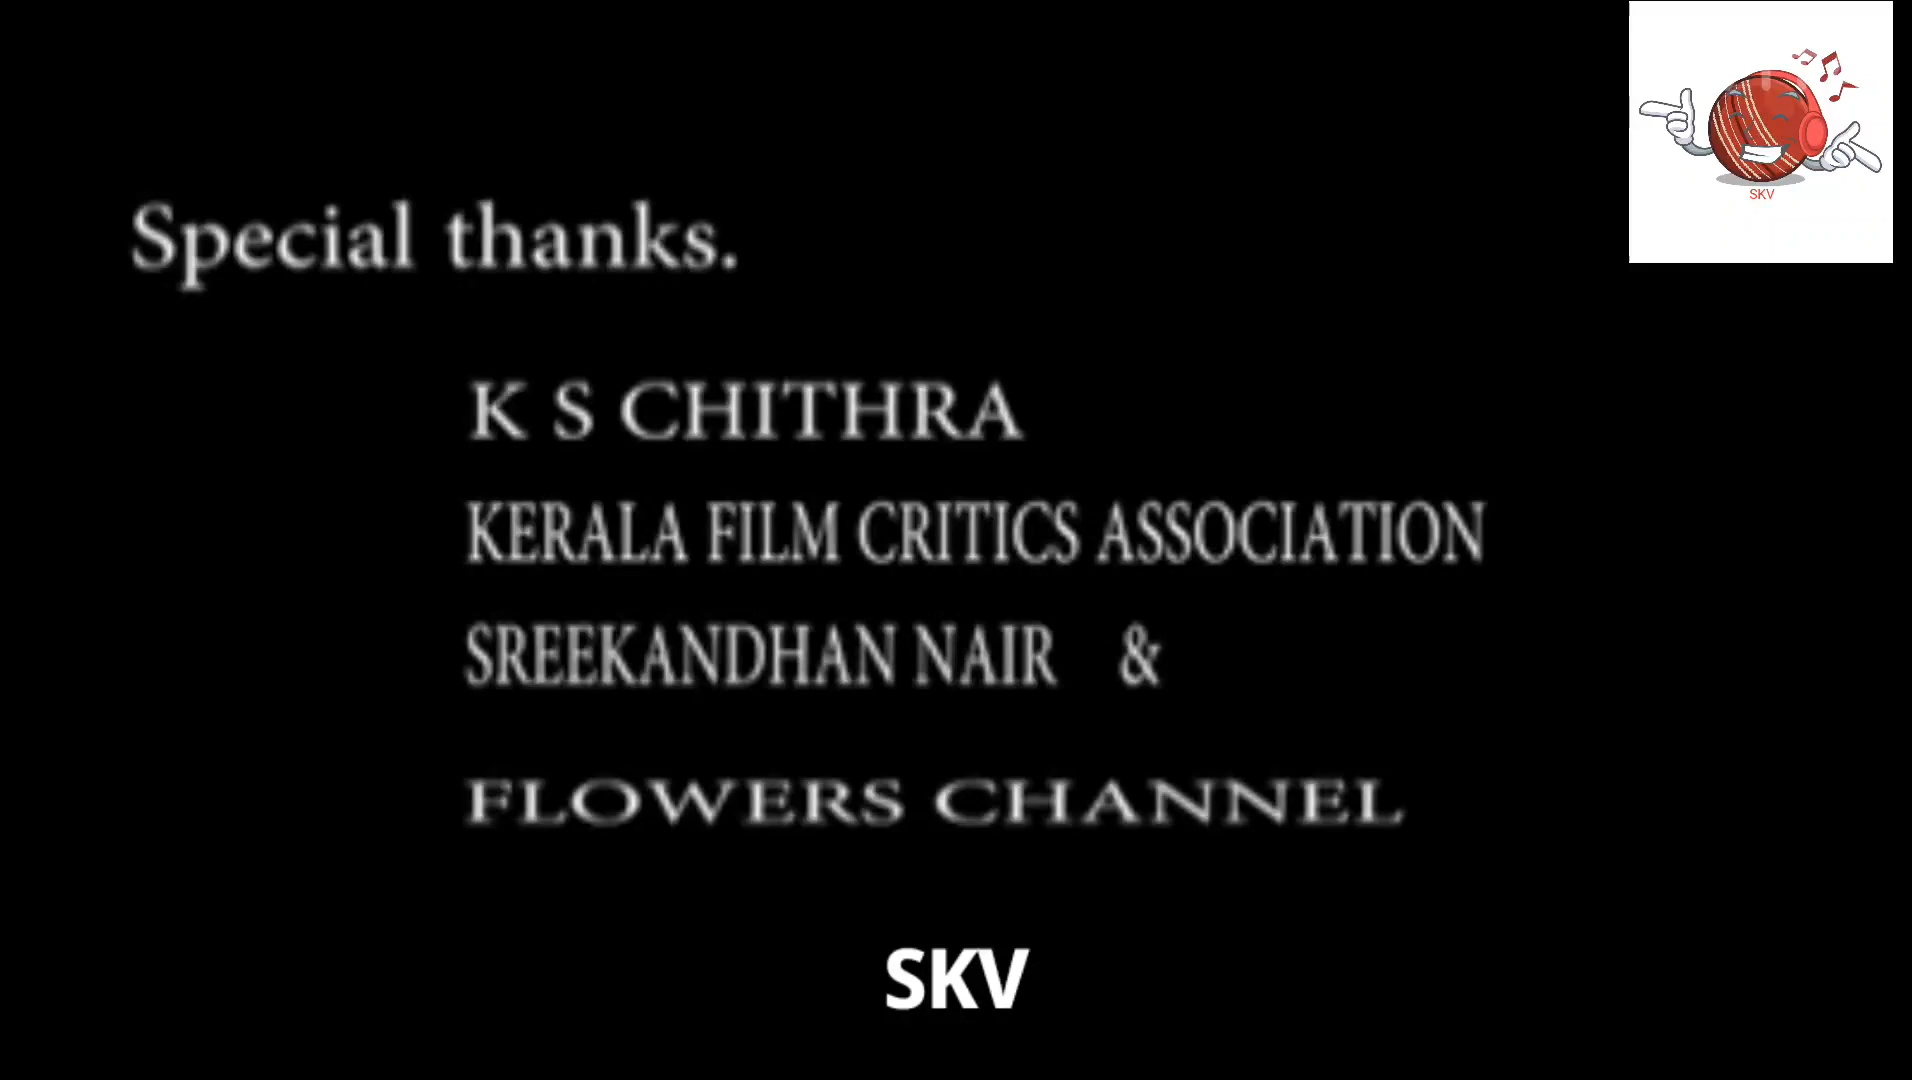 SKV
Special thanks.
K S CHITHRA
KERALA FILM CRITICS ASSOCIATION
SREEKANDHAN NAIR &
FLOWERS CHANNEL
SKV